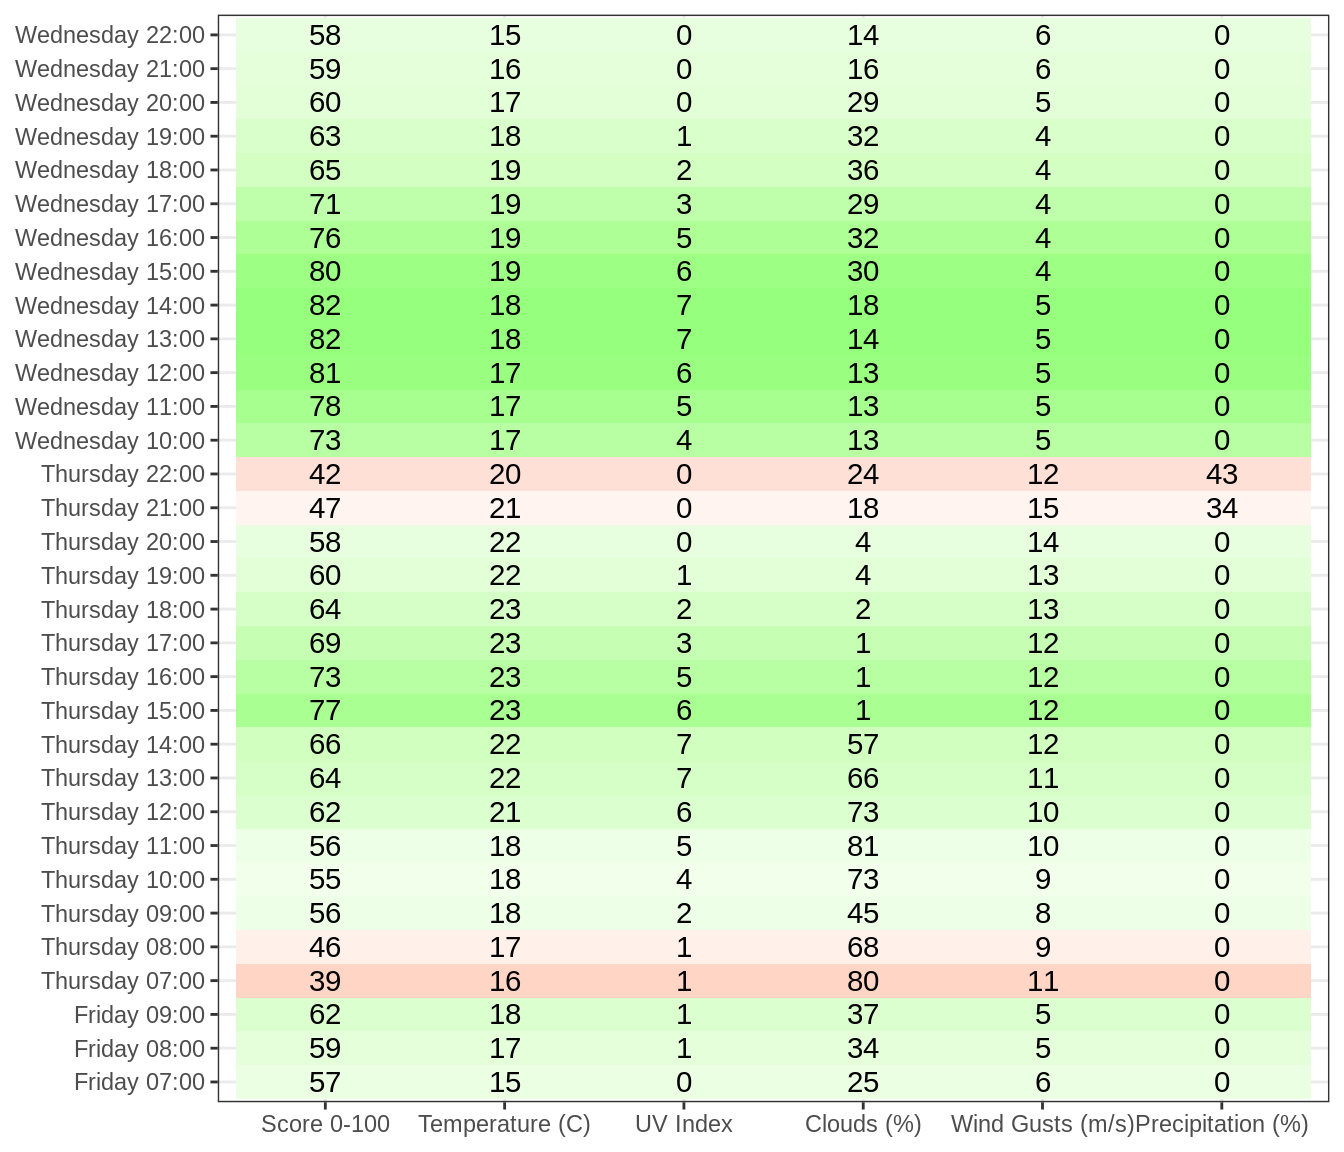 Wednesday 22:00 58 15 0 14 6 0
Wednesday 21:00 59 16 0 16 6 0
Wednesday 20:00 60 17 0 29 5 0
Wednesday 19:00 63 18 1 32 4 0
Wednesday 18:00 65 19 2 36 4 0
Wednesday 17:00 71 19 3 29 4 0
Wednesday 16:00 76 19 5 32 4 0
Wednesday 15:00 80 19 6 30 4 0
Wednesday 14:00 82 18 7 18 5 0
Wednesday 13:00 82 18 7 14 5 0
Wednesday 12:00 81 17 6 13 5 0
Wednesday 11:00 78 17 5 13 5 0
Wednesday 10:00 73 17 4 13 5 0
Thursday 22:00 42 20 0 24 12 43
Thursday 21:00 47 21 0 18 15 34
Thursday 20:00 58 22 0 4 14 0
Thursday 19:00 60 22 1 4 13 0
Thursday 18:00 64 23 2 2 13 0
Thursday 17:00 69 23 3 1 12 0
Thursday 16:00 73 23 5 1 12 0
Thursday 15:00 77 23 6 1 12 0
Thursday 14:00 66 22 7 57 12 0
Thursday 13:00 64 22 7 66 11 0
Thursday 12:00 62 21 6 73 10 0
Thursday 11:00 56 18 5 81 10 0
Thursday 10:00 55 18 4 73 9 0
Thursday 09:00 56 18 2 45 8 0
Thursday 08:00 46 17 1 68 9 0
Thursday 07:00 39 16 1 80 11 0
Friday 09:00 62 18 1 37 5 0
Friday 08:00 59 17 1 34 5 0
Friday 07:00 57 15 0 25 6 0
Score 0-100 Temperature (C) UV Index Clouds (%) Wind Gusts (m/s) Precipitation (%)